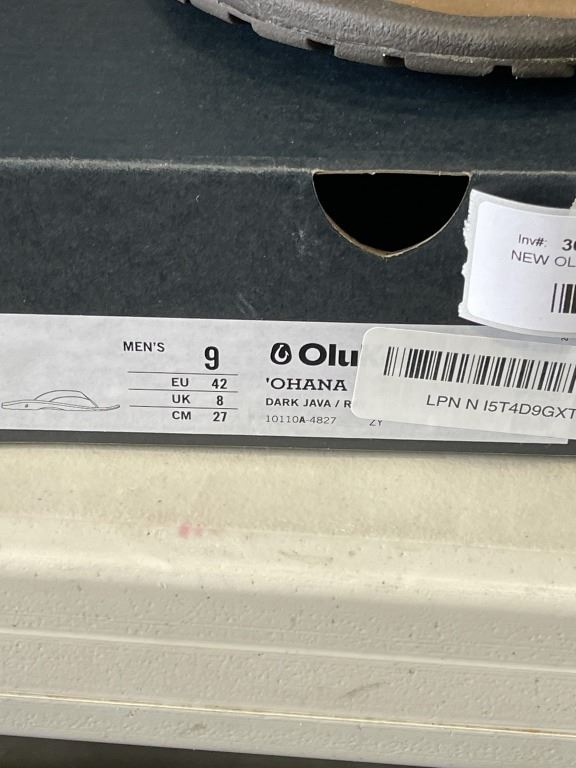 Inv#:
NEW OL
MEN'S 9
EU 42
UK 8
CM 27
Olu
'OHANA
DARK JAVA / R
10110A-4827 ZY
LPN N I5T4D9GXT